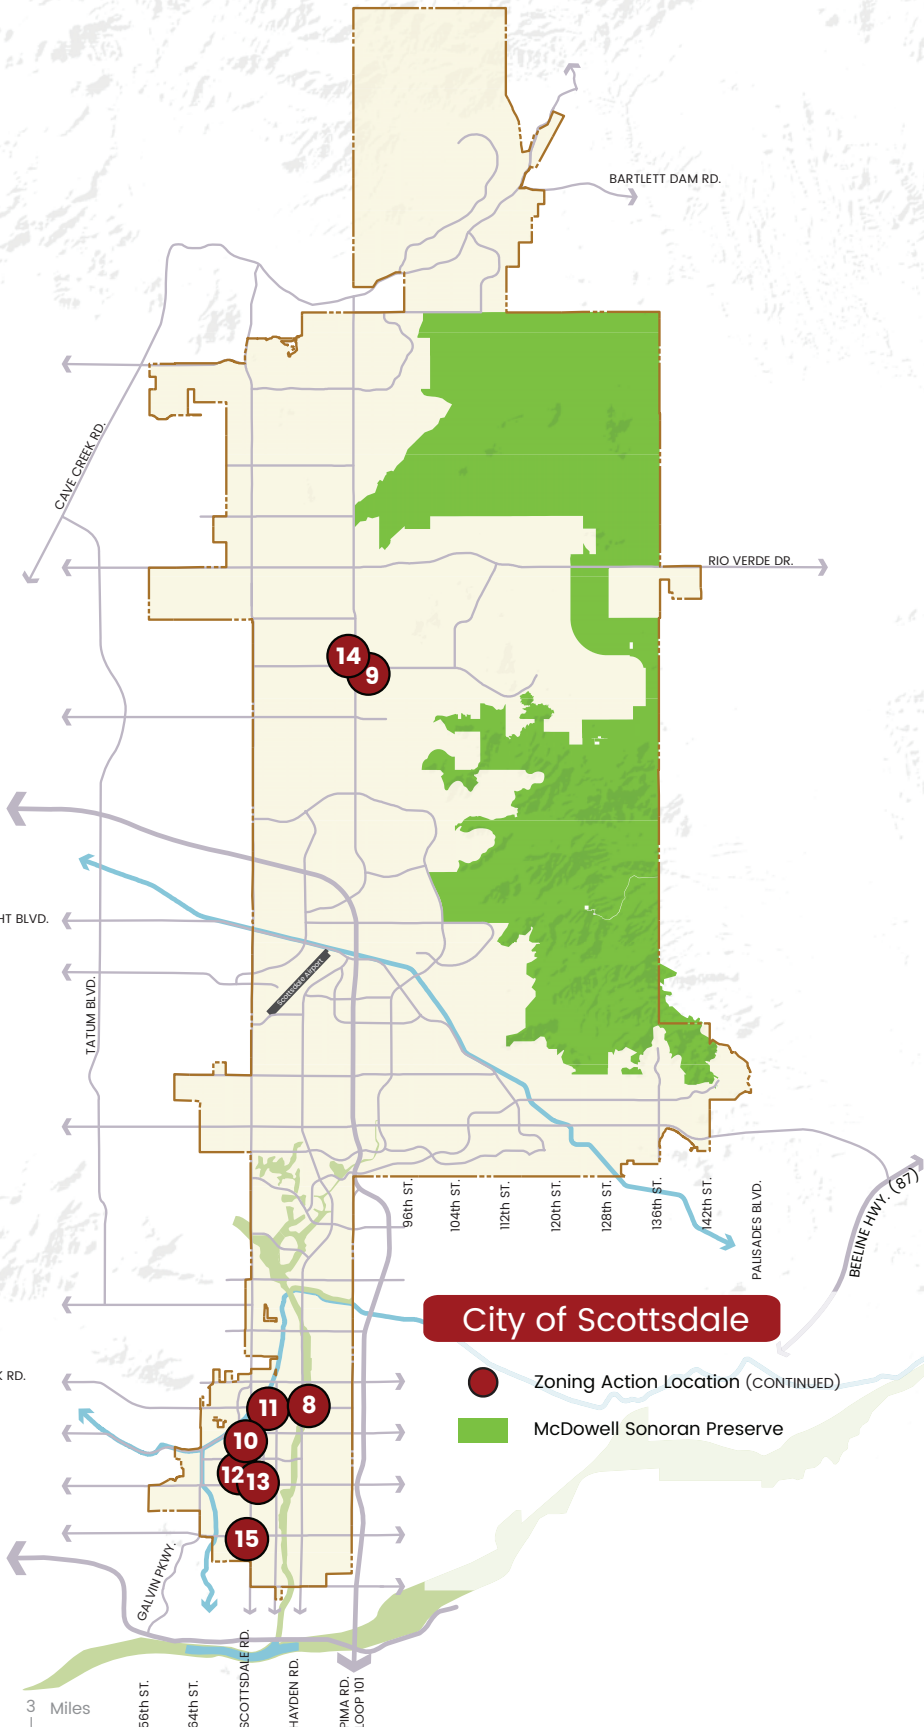 BARTLETT DAM RD.
CAVE CREEK RD.
RIO VERDE DR.
14
9
HT BLVD.
Scottsdale Airport
TATUM BLVD.
96th ST.
104th ST.
112th ST.
120th ST.
128th ST.
136th ST.
142th ST.
PALISADES BLVD.
BEELINE HWY. (87)
City of Scottsdale
Zoning Action Location (CONTINUED)
McDowell Sonoran Preserve
K RD.
11
8
10
12
13
15
GALVIN PKWY.
56th ST.
64th ST.
SCOTTSDALE RD.
HAYDEN RD.
PIMA RD.
LOOP 101
3 Miles